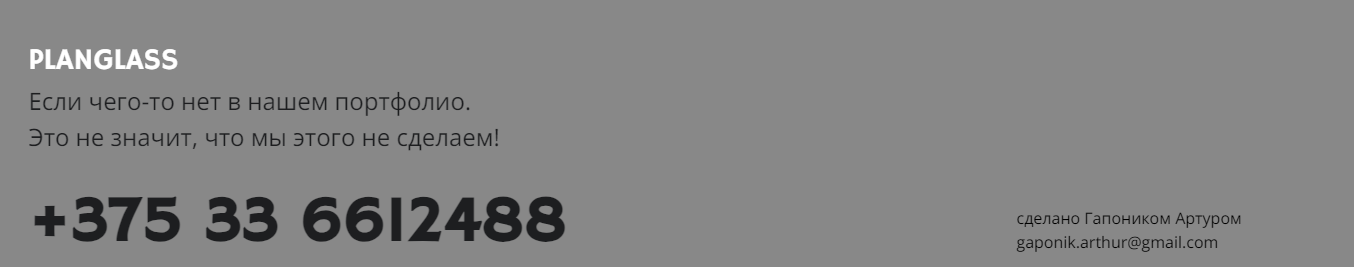 PLANGLASS
Если чего-то нет в нашем портфолио.
Это не значит, что мы этого не сделаем!
+375 33 6612488
сделано Гапоником Артуром
gaponik.arthur@gmail.com